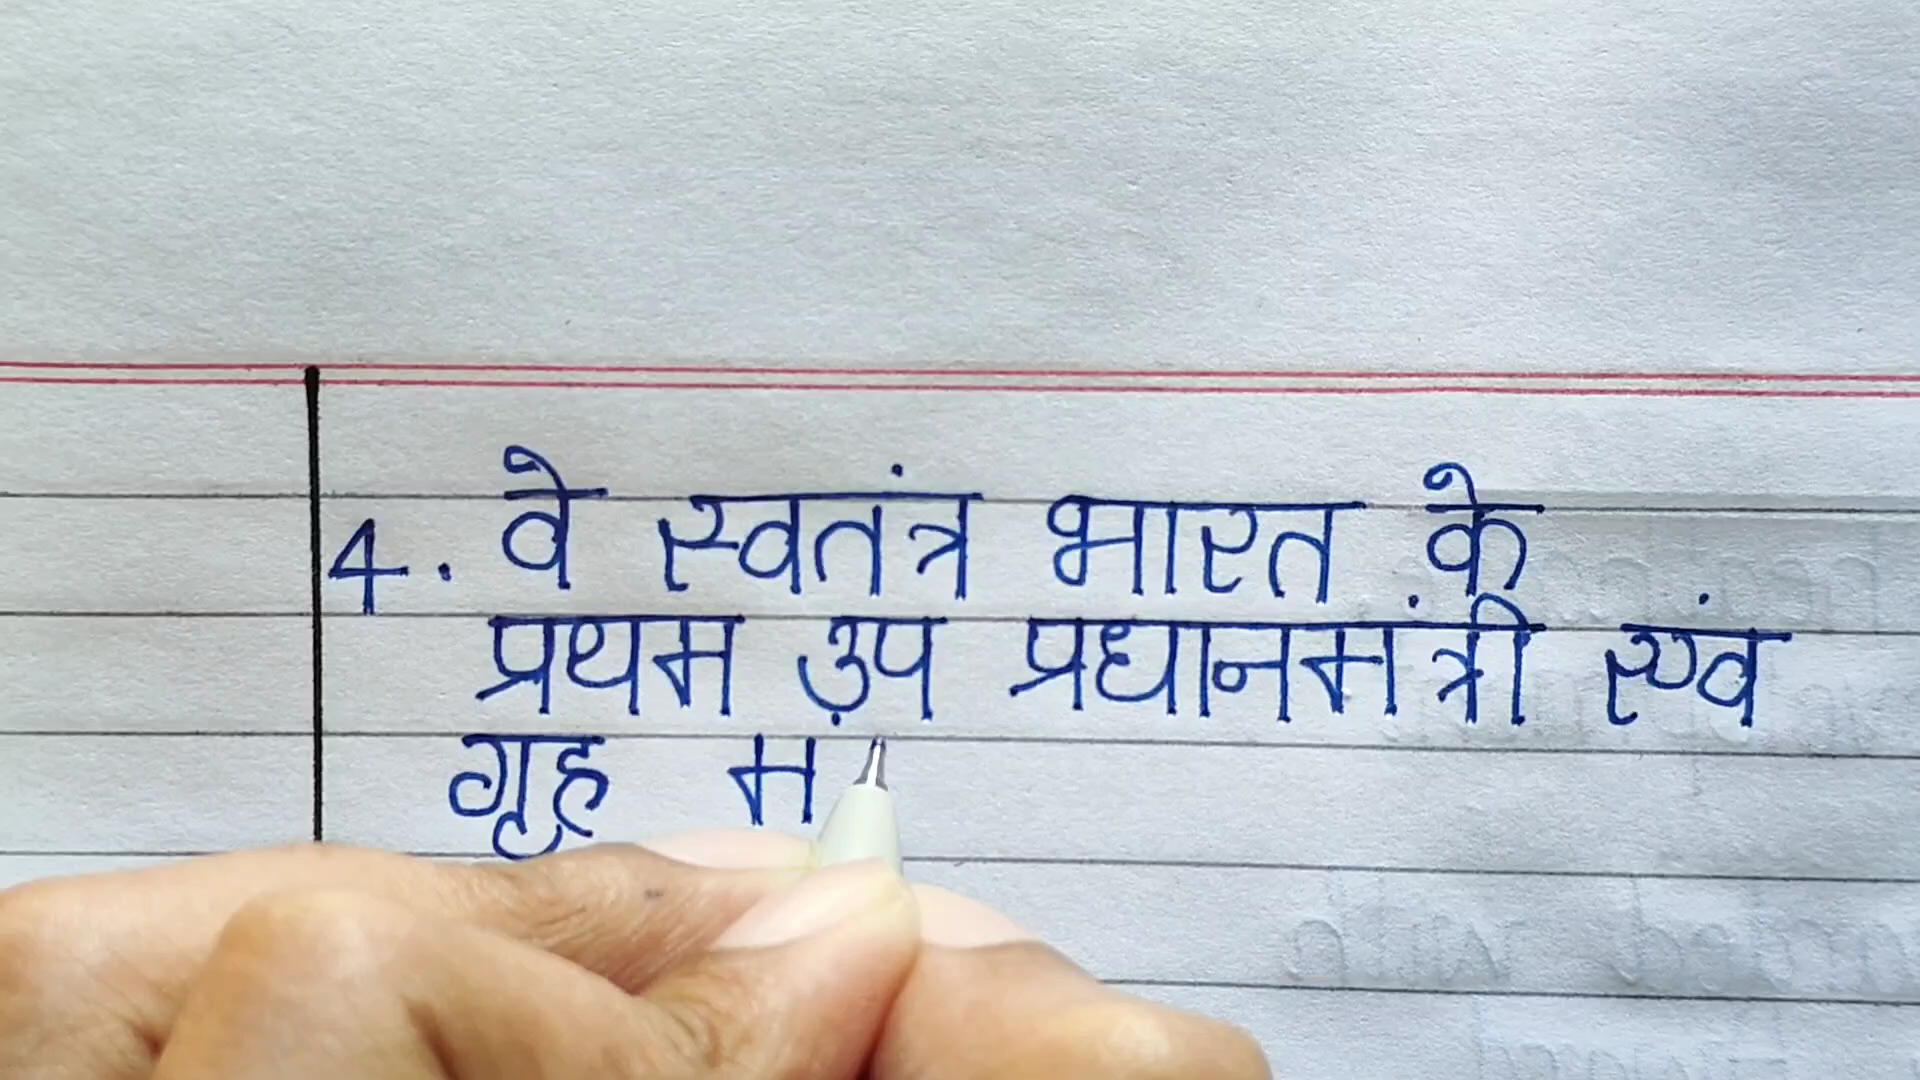 4. वे स्वतंत्र भारत के
प्रथम उप प्रधानमंत्री एवं
गृह म